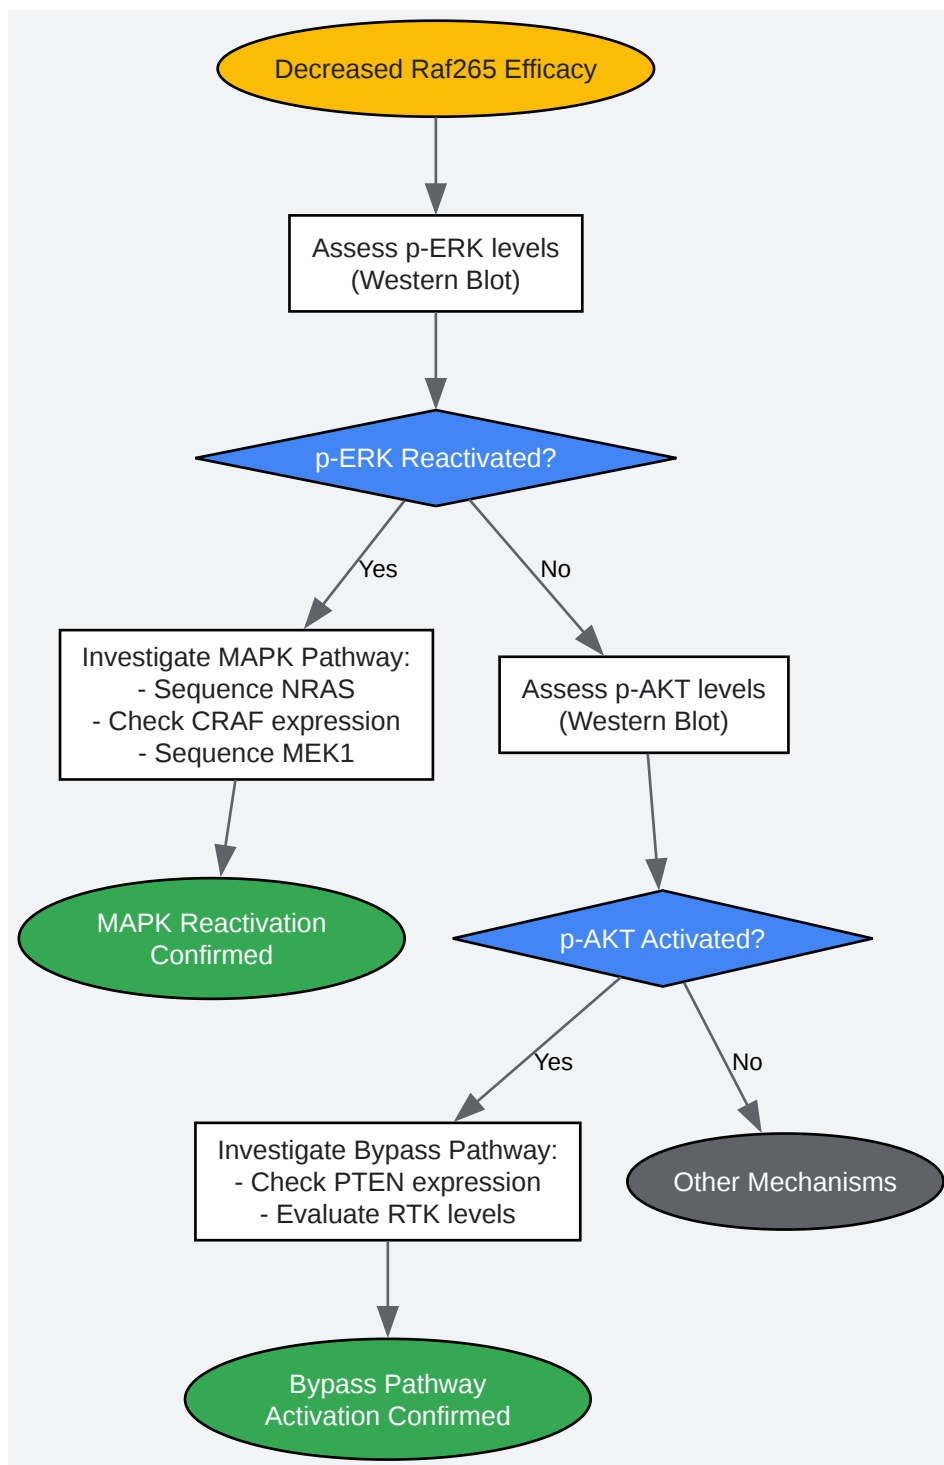 Decreased Raf265 Efficacy
Assess p-ERK levels
(Western Blot)
p-ERK Reactivated?
Yes
No
Investigate MAPK Pathway:
- Sequence NRAS
- Check CRAF expression
- Sequence MEK1
Assess p-AKT levels
(Western Blot)
MAPK Reactivation
Confirmed
p-AKT Activated?
Yes
No
Investigate Bypass Pathway:
- Check PTEN expression
- Evaluate RTK levels
Other Mechanisms
Bypass Pathway
Activation Confirmed